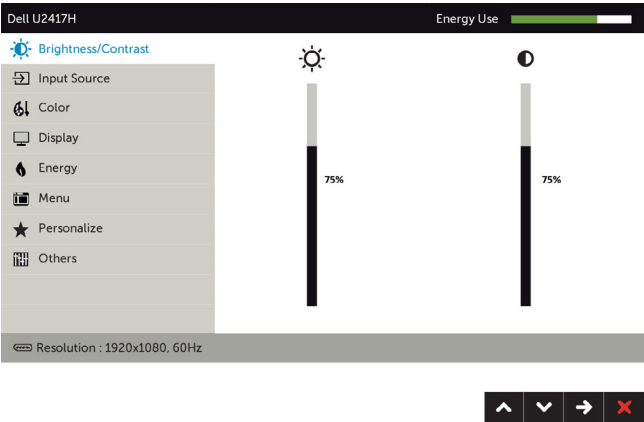 Dell U2417H
Energy Use
Brightness/Contrast
Input Source
Color
Display
Energy
Menu
Personalize
Others
75%
75%
Resolution : 1920x1080, 60Hz